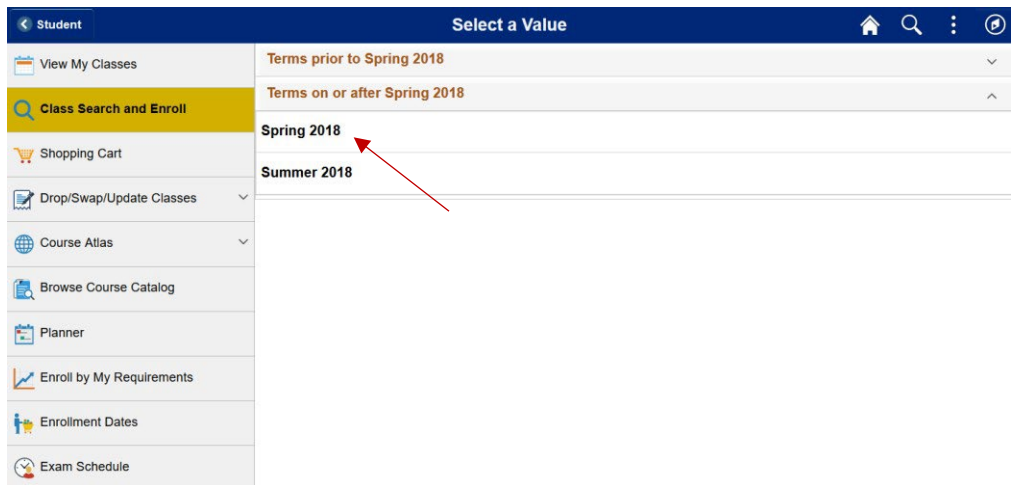 Student
Select a Value
View My Classes
Class Search and Enroll
Shopping Cart
Drop/Swap/Update Classes
Course Atlas
Browse Course Catalog
Planner
Enroll by My Requirements
Enrollment Dates
Exam Schedule
Terms prior to Spring 2018
Terms on or after Spring 2018
Spring 2018
Summer 2018